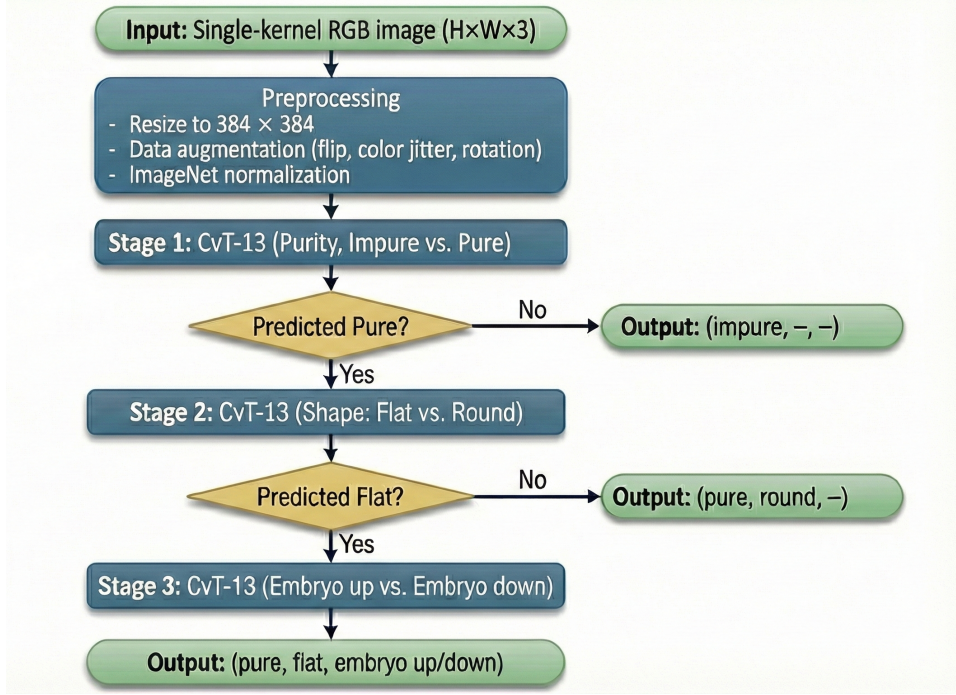 Input: Single-kernel RGB image (H×W×3)
Preprocessing
- Resize to 384 × 384
- Data augmentation (flip, color jitter, rotation)
- ImageNet normalization
Stage 1: CvT-13 (Purity, Impure vs. Pure)
Predicted Pure?
No
Output: (impure, –, –)
Yes
Stage 2: CvT-13 (Shape: Flat vs. Round)
Predicted Flat?
No
Output: (pure, round, –)
Yes
Stage 3: CvT-13 (Embryo up vs. Embryo down)
Output: (pure, flat, embryo up/down)